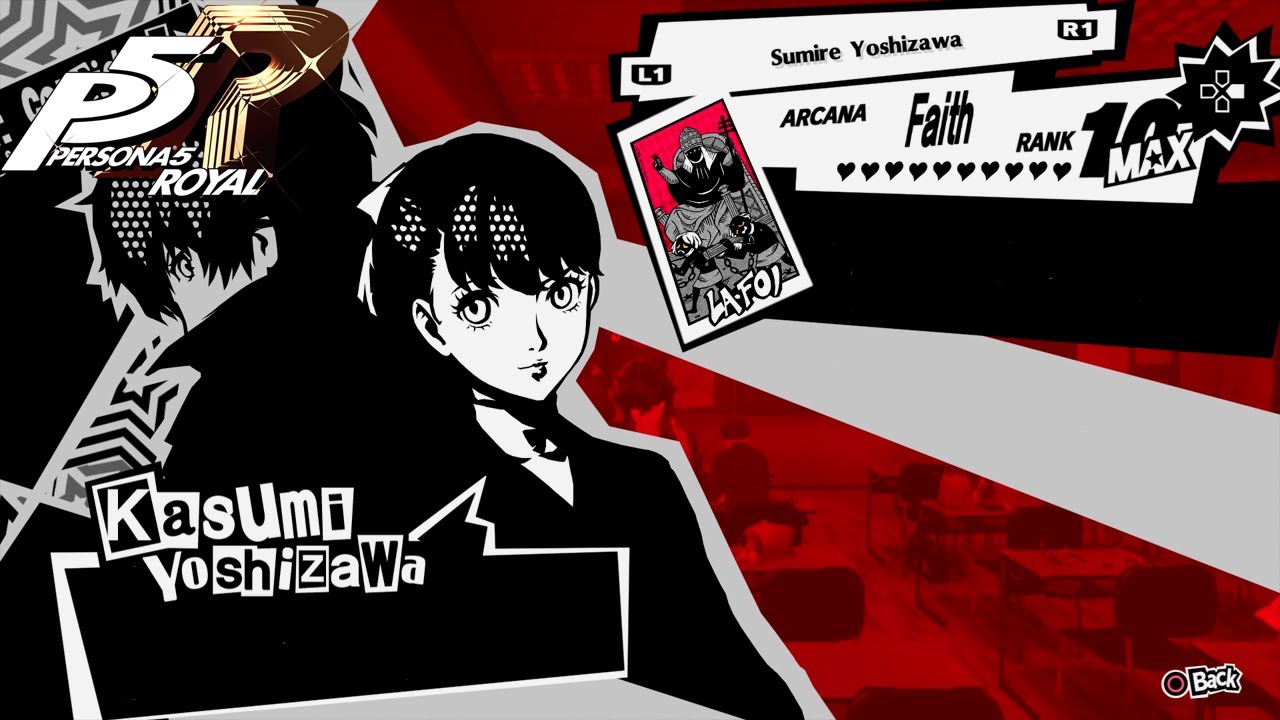 P5R
PERSONA5
ROYAL
L1
Sumire Yoshizawa
R1
ARCANA
Faith
RANK
10
MAX
LA·FOI
Kasumi
Yoshizawa
Back